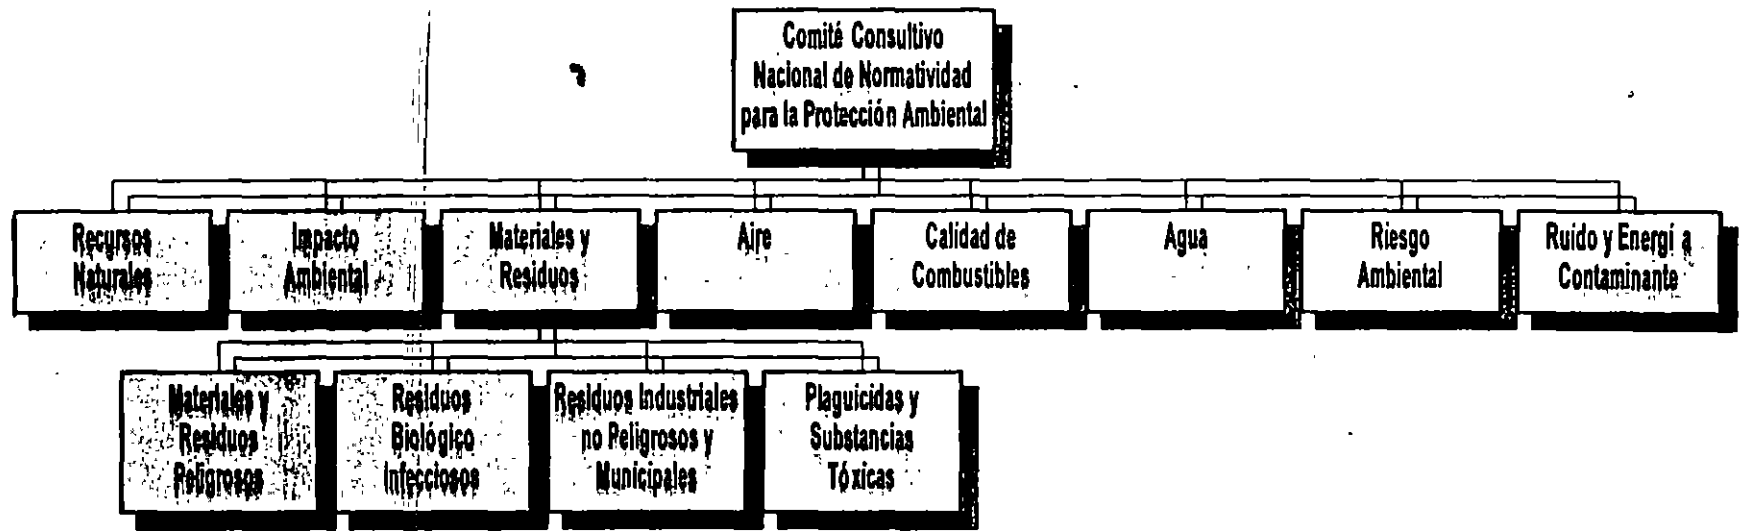 Comité Consultivo
Nacional de Normatividad
para la Protección Ambiental
Recursos
Naturales
Impacto
Ambiental
Materiales y
Residuos
Aire
Calidad de
Combustibles
Agua
Riesgo
Ambiental
Ruido y Energí a
Contaminante
Materiales y
Residuos
Peligrosos
Residuos
Biológico
Infecciosos
Residuos Industriales
no Peligrosos y
Municipales
Plaguicidas y
Substancias
Tóxicas